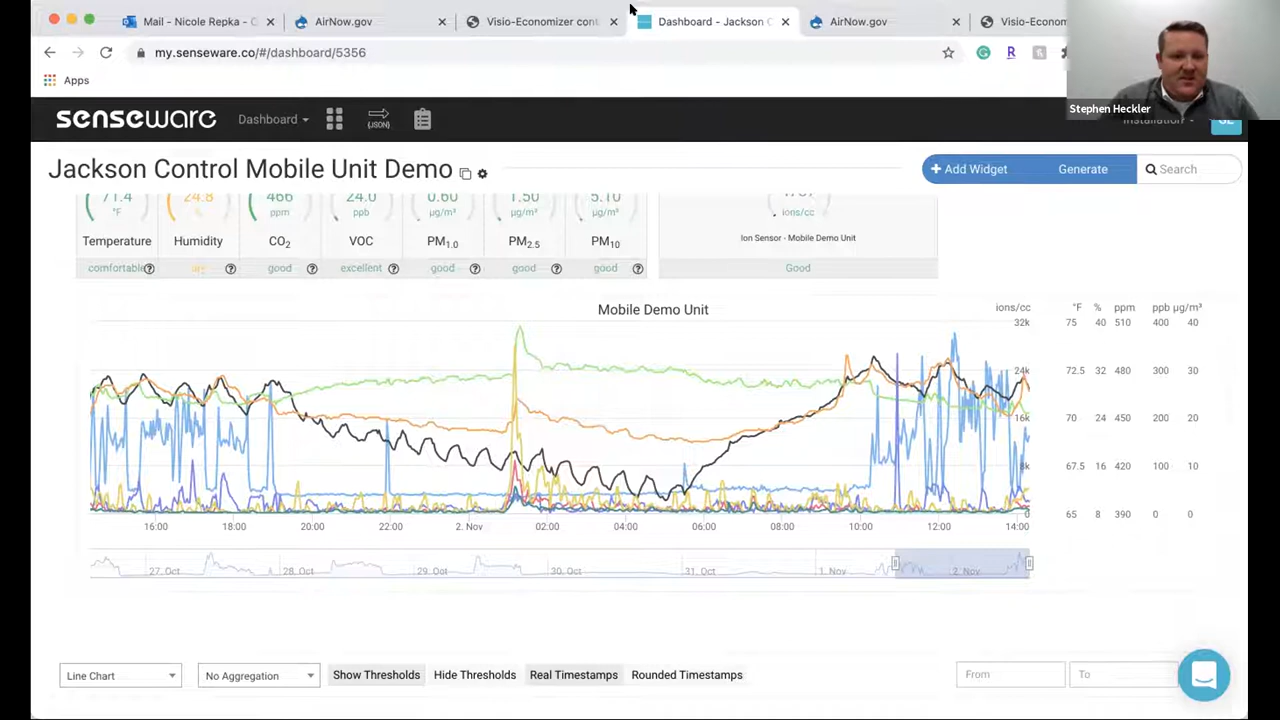 Mail - Nicole Repka - C
AirNow.gov
Visio-Economizer cont
Dashboard - Jackson C
AirNow.gov
Visio-Econom
my.senseware.co/#/dashboard/5356
R
Apps
Stephen Heckler
senseware
Dashboard
(JSON)
Installation
Jackson Control Mobile Unit Demo
+ Add Widget
Generate
Search
71.4 24.8 466 24.0 0.60 1.50 5.10
°F % ppm ppb µg/m³ µg/m³ µg/m³ ions/cc
Temperature Humidity CO2 VOC PM1.0 PM2.5 PM10
Ion Sensor - Mobile Demo Unit
comfortable dry good excellent good good good Good
Mobile Demo Unit
ions/cc °F % ppm ppb µg/m³
32k 75 40 510 400 40
24k 72.5 32 480 300 30
16k 70 24 450 200 20
8k 67.5 16 420 100 10
0 65 8 390 0 0
16:00 18:00 20:00 22:00 2. Nov 02:00 04:00 06:00 08:00 10:00 12:00 14:00
27. Oct 28. Oct 29. Oct 30. Oct 31. Oct 1. Nov 2. Nov
Line Chart
No Aggregation
Show Thresholds
Hide Thresholds
Real Timestamps
Rounded Timestamps
From
To